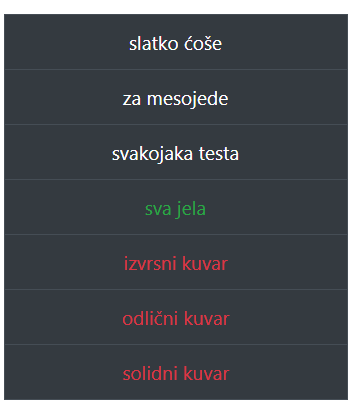 slatko ćoše
za mesojede
svakojaka testa
sva jela
izvrsni kuvar
odlični kuvar
solidni kuvar